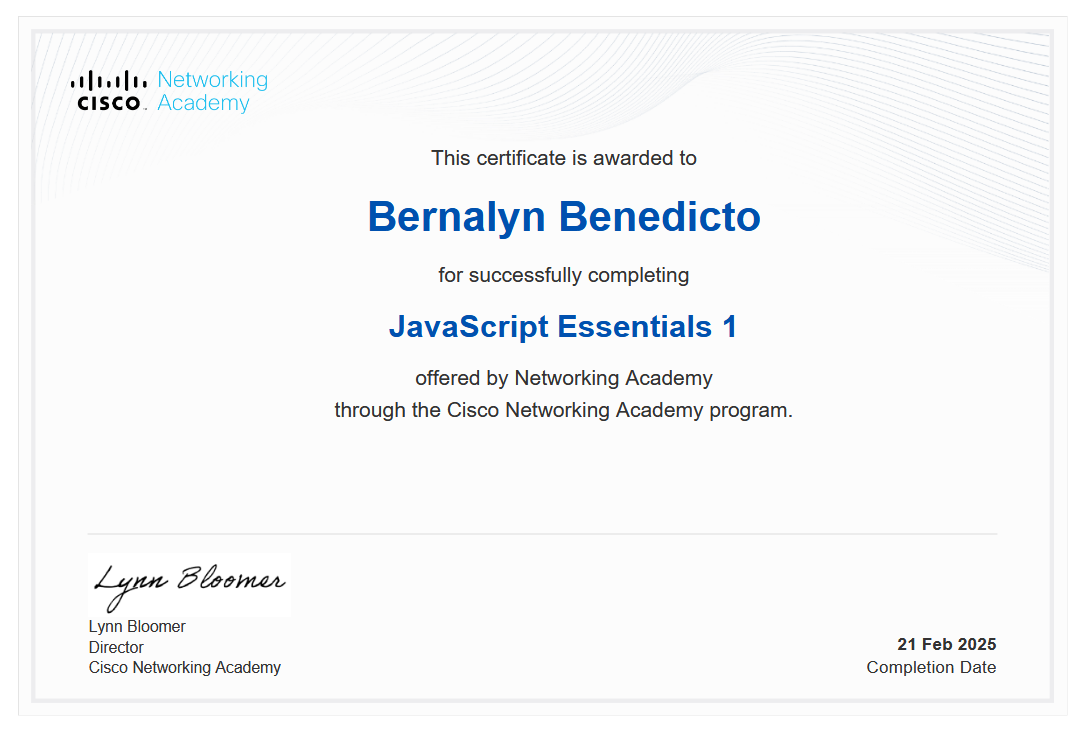 Networking
CISCO Academy
This certificate is awarded to
Bernalyn Benedicto
for successfully completing
JavaScript Essentials 1
offered by Networking Academy
through the Cisco Networking Academy program.
Lynn Bloomer
Lynn Bloomer
Director
Cisco Networking Academy
21 Feb 2025
Completion Date